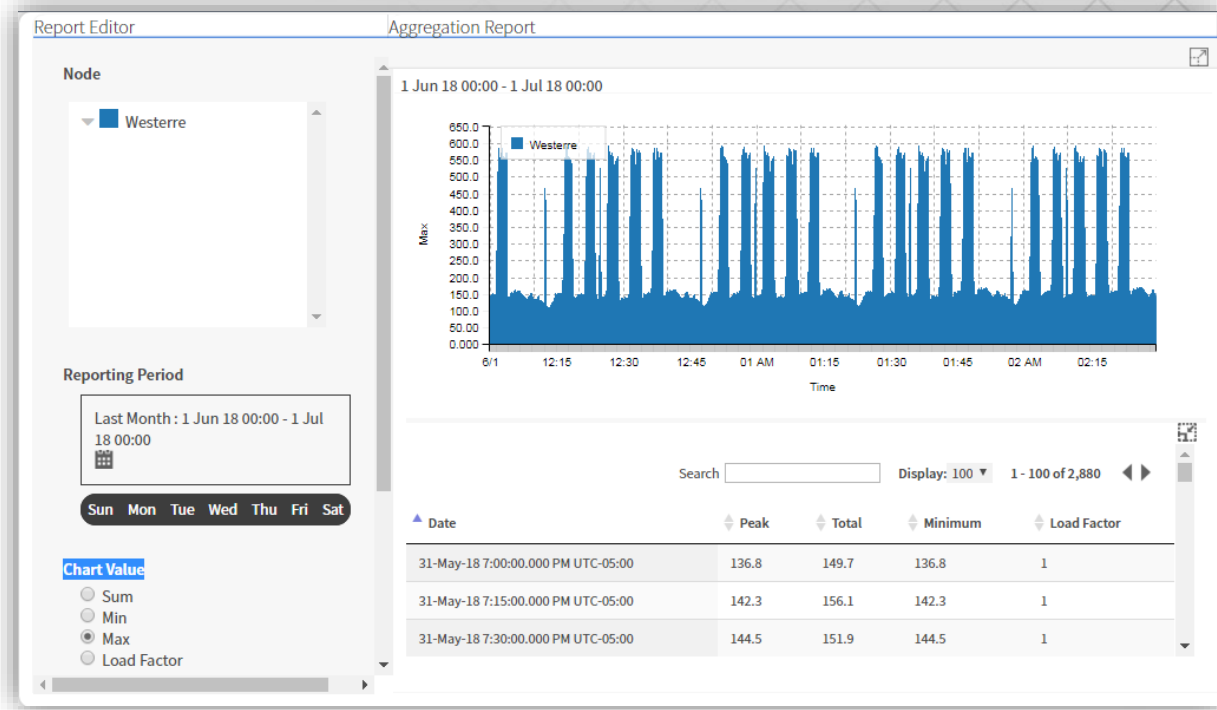 Report Editor
Aggregation Report
Node
Westerre
Reporting Period
Last Month : 1 Jun 18 00:00 - 1 Jul
18 00:00
Sun Mon Tue Wed Thu Fri Sat
Chart Value
Sum
Min
Max
Load Factor
1 Jun 18 00:00 - 1 Jul 18 00:00
650.0
600.0
550.0
500.0
450.0
400.0
350.0
300.0
250.0
200.0
150.0
100.0
50.00
0.000
Max
Westerre
6/1 12:15 12:30 12:45 01 AM 01:15 01:30 01:45 02 AM 02:15
Time
Search Display: 100 1 - 100 of 2,880
Date Peak Total Minimum Load Factor
31-May-18 7:00:00.000 PM UTC-05:00 136.8 149.7 136.8 1
31-May-18 7:15:00.000 PM UTC-05:00 142.3 156.1 142.3 1
31-May-18 7:30:00.000 PM UTC-05:00 144.5 151.9 144.5 1